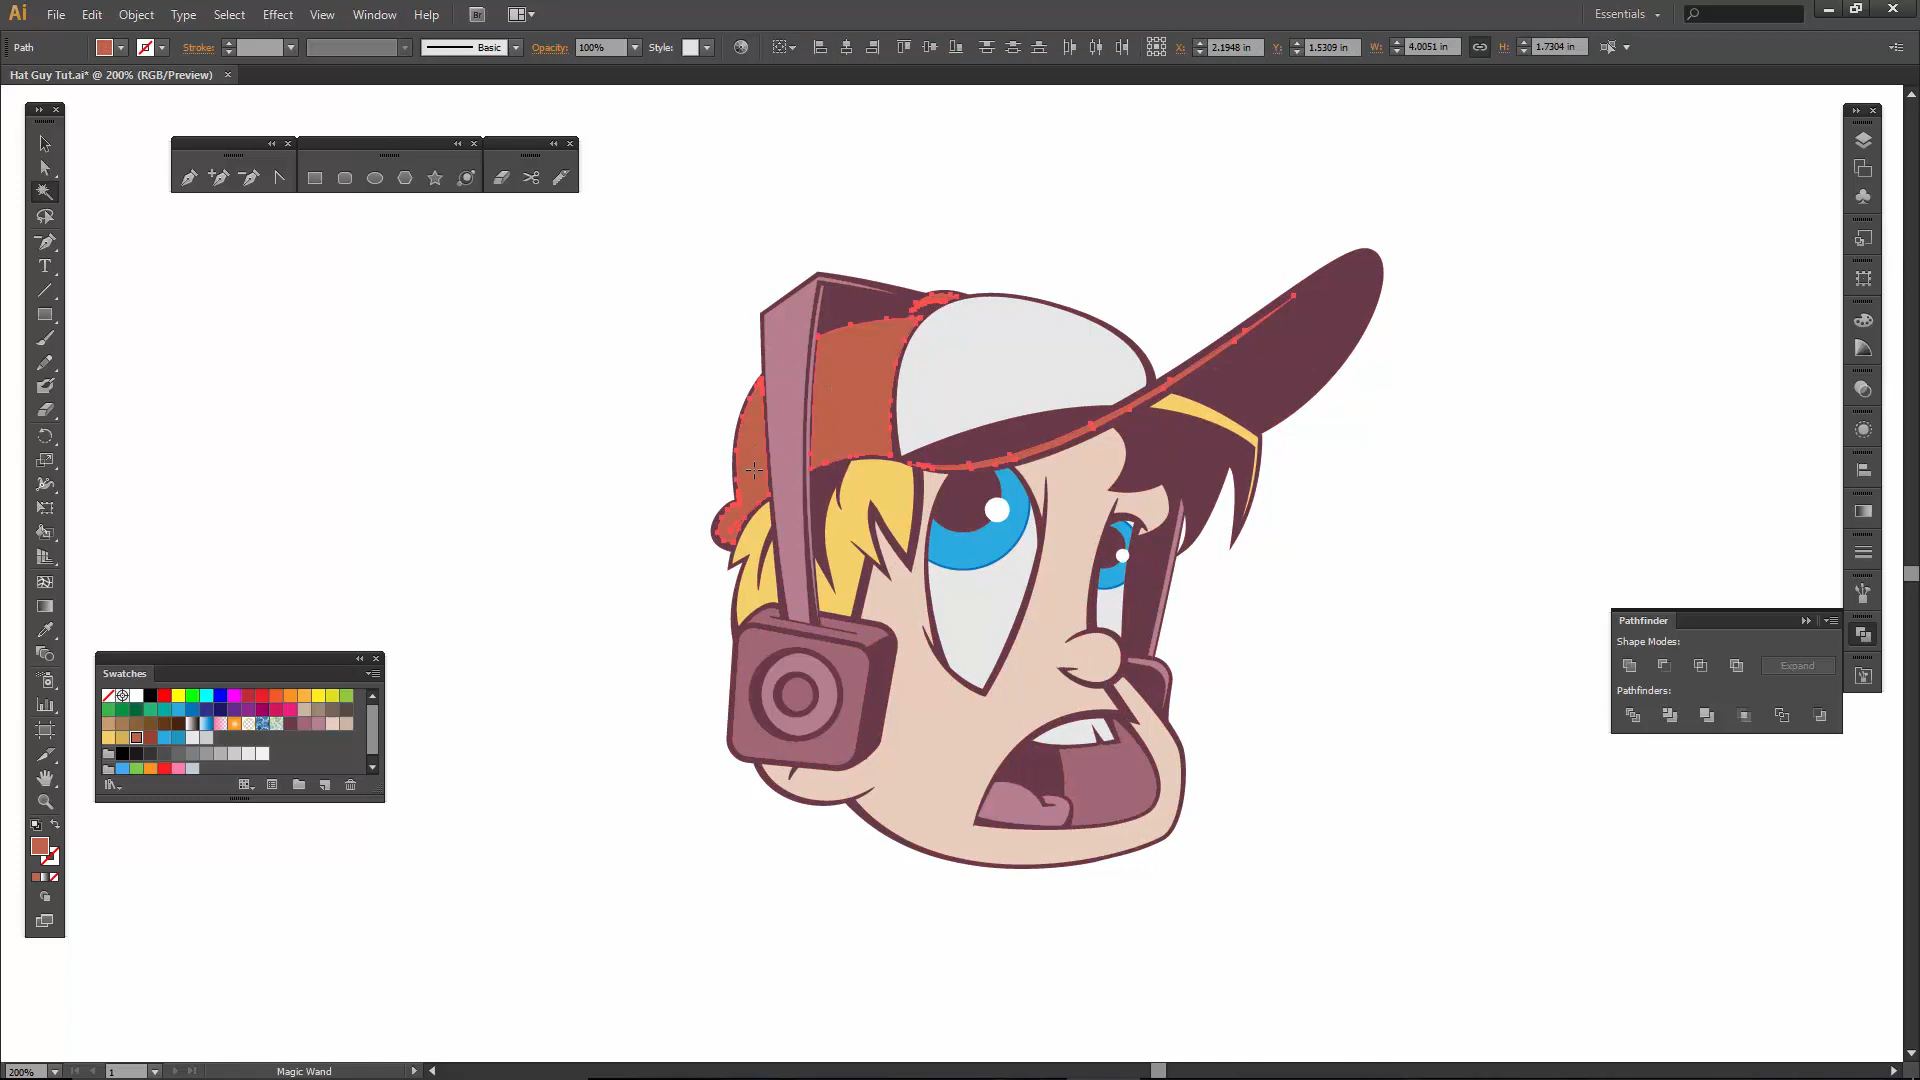 Ai File Edit Object Type Select Effect View Window Help Br Essentials
Path Stroke: Basic Opacity: 100% Style: X: 2.1948 in Y: 1.5309 in W: 4.0051 in H: 1.7304 in
Hat Guy Tut.ai* @ 200% (RGB/Preview)
T
Pathfinder
Shape Modes:
Expand
Pathfinders:
Swatches
200% 1 Magic Wand